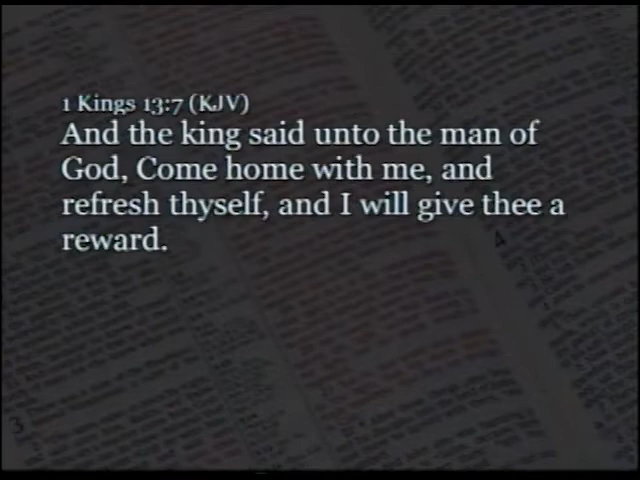 1 Kings 13:7 (KJV)
And the king said unto the man of
God, Come home with me, and
refresh thyself, and I will give thee a
reward.